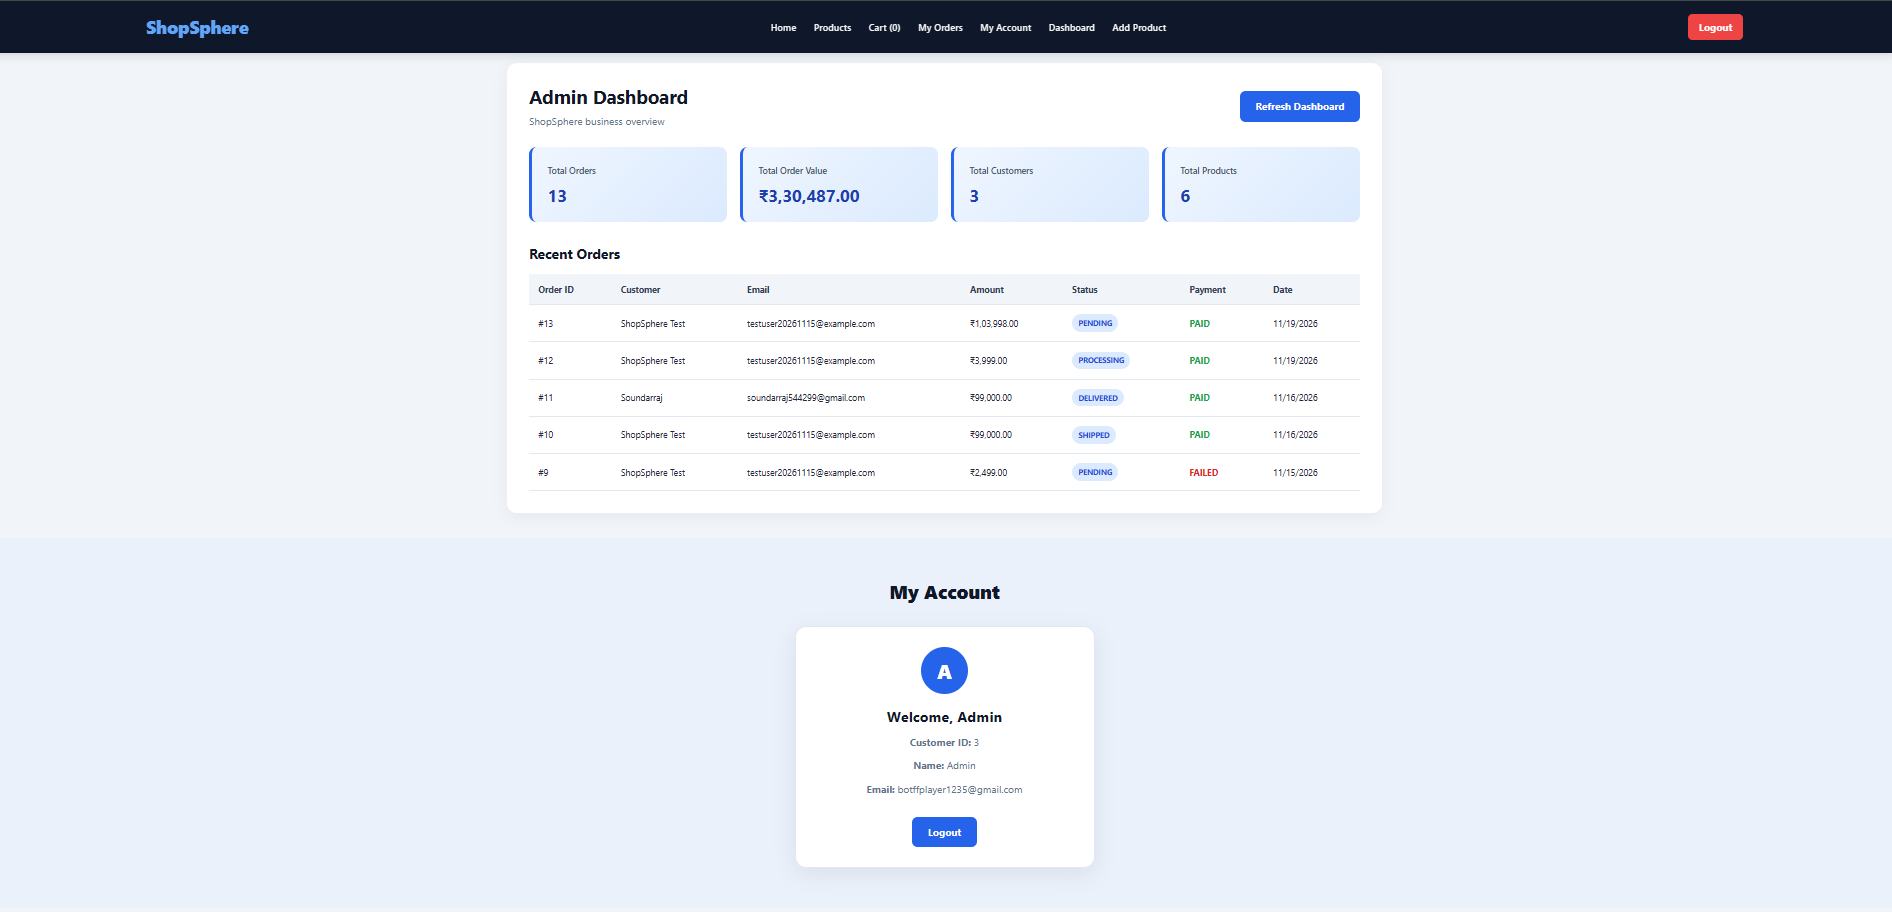 ShopSphere Home Products Cart (0) My Orders My Account Dashboard Add Product Logout
Admin Dashboard
ShopSphere business overview
Refresh Dashboard
Total Orders Total Order Value Total Customers Total Products
13 ₹3,30,487.00 3 6
Recent Orders
Order ID Customer Email Amount Status Payment Date
#13 ShopSphere Test testuser20261115@example.com ₹1,03,998.00 PENDING PAID 11/19/2026
#12 ShopSphere Test testuser20261115@example.com ₹3,999.00 PROCESSING PAID 11/19/2026
#11 Soundarraj soundarraj544299@gmail.com ₹99,000.00 DELIVERED PAID 11/16/2026
#10 ShopSphere Test testuser20261115@example.com ₹99,000.00 SHIPPED PAID 11/16/2026
#9 ShopSphere Test testuser20261115@example.com ₹2,499.00 PENDING FAILED 11/15/2026
My Account
A
Welcome, Admin
Customer ID: 3
Name: Admin
Email: botffplayer1235@gmail.com
Logout